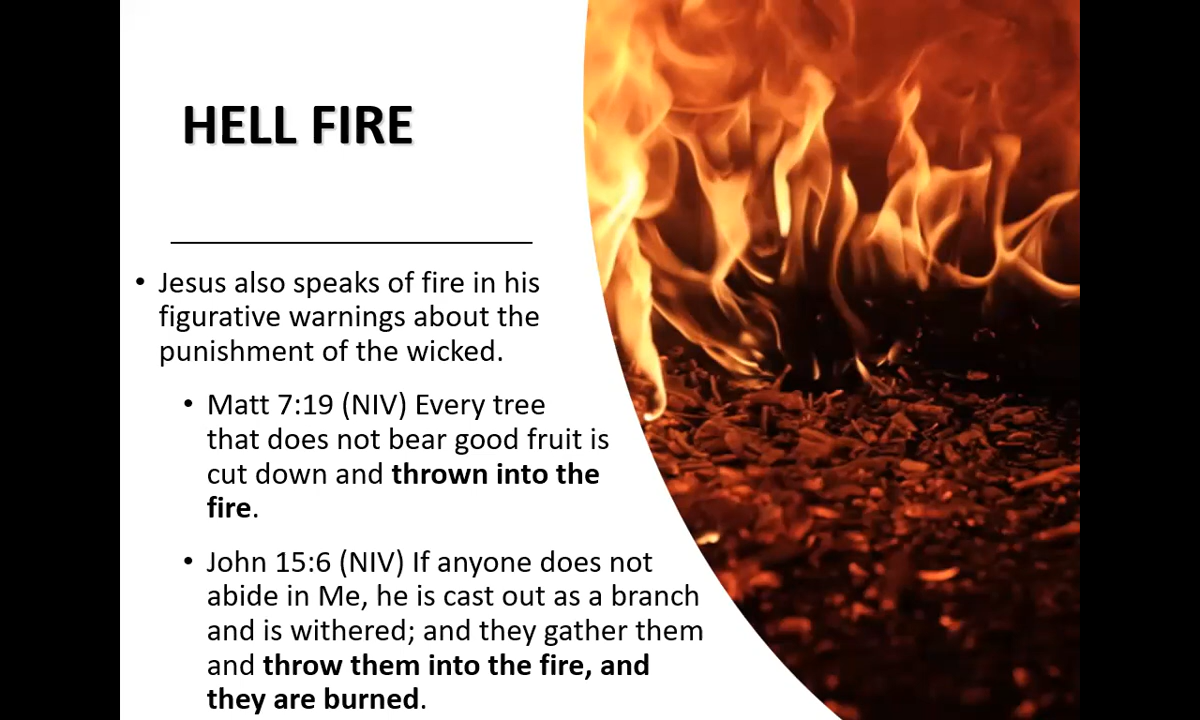 HELL FIRE
• Jesus also speaks of fire in his
figurative warnings about the
punishment of the wicked.
• Matt 7:19 (NIV) Every tree
that does not bear good fruit is
cut down and thrown into the
fire.
• John 15:6 (NIV) If anyone does not
abide in Me, he is cast out as a branch
and is withered; and they gather them
and throw them into the fire, and
they are burned.